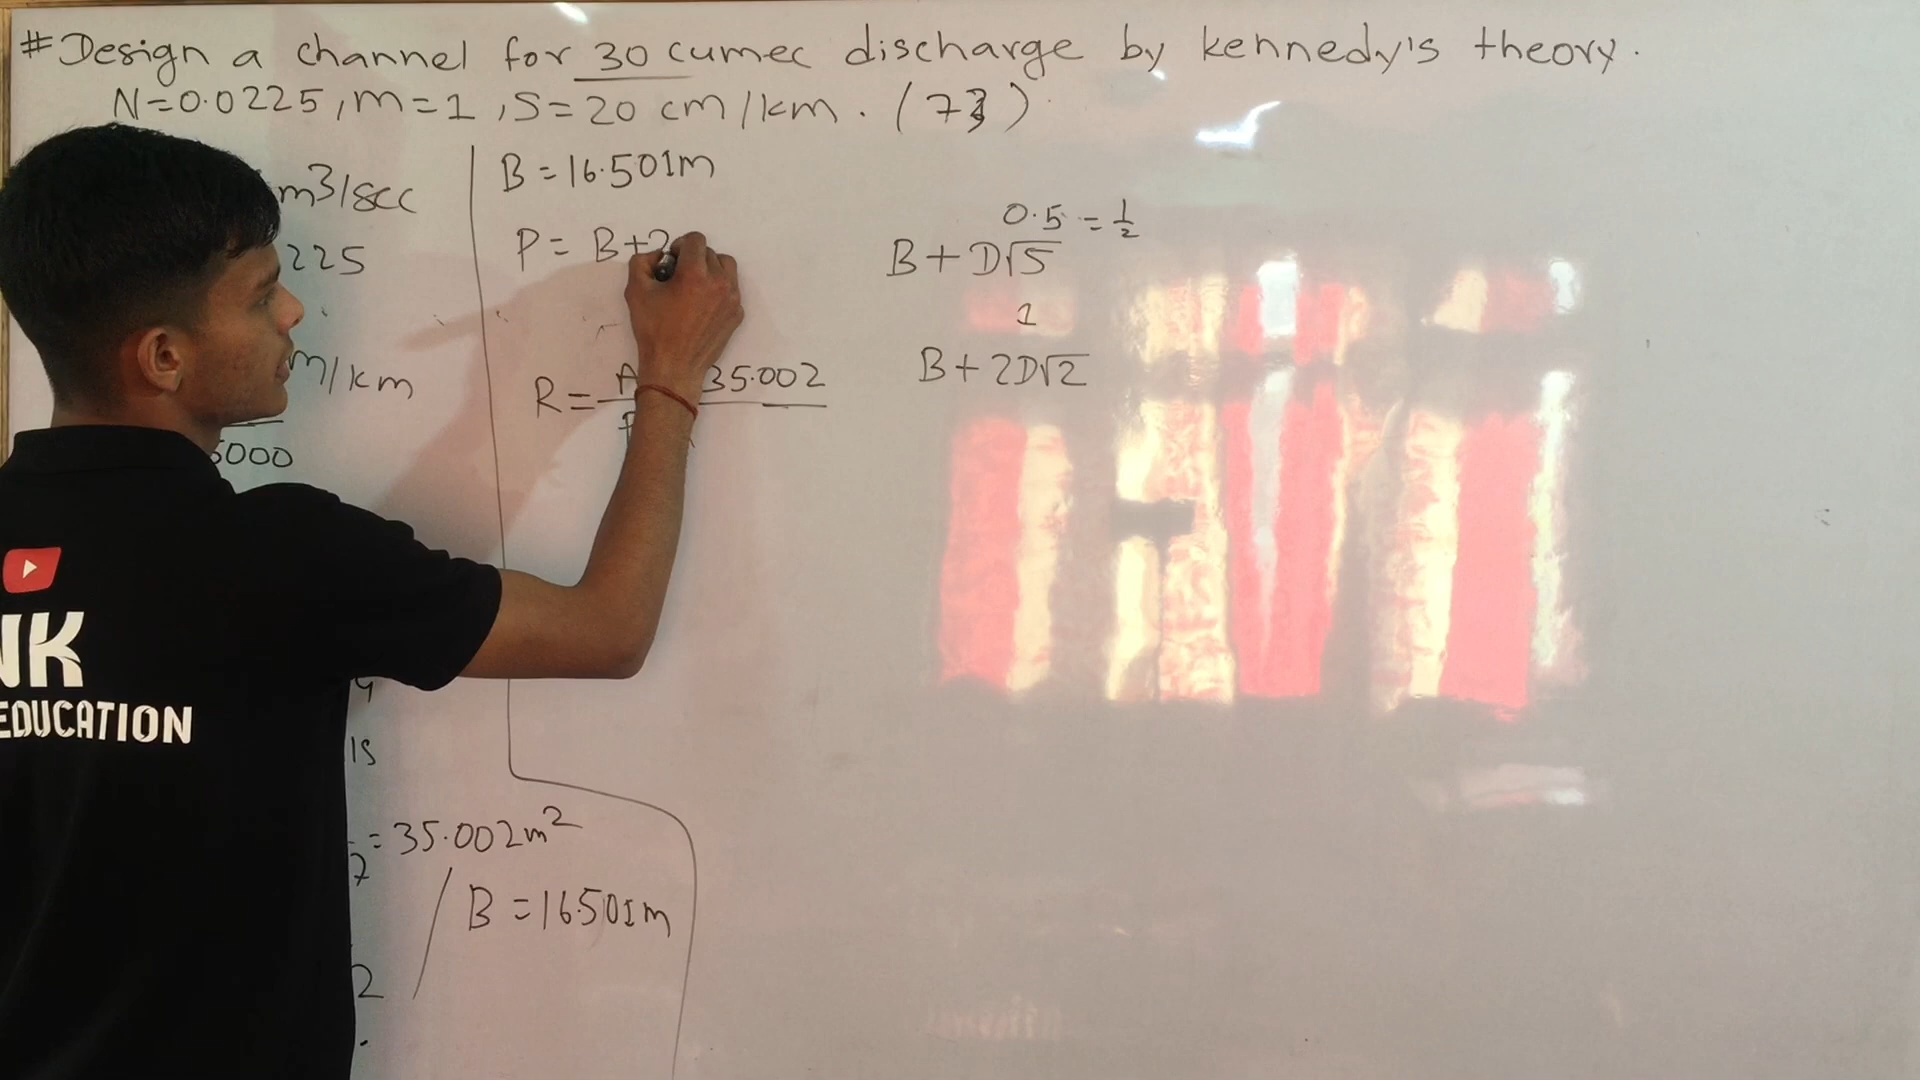 # Design a channel for 30 cumec discharge by kennedy's theory.
N=0.0225, m=1, S=20 cm/km. (73)
m3/sec
225
m/km
5000
=35.002m²
B=16.501m
B=16.501m
P= B+2
R= A 35.002
0.5 = 1/2
B+D√5
1
B+2D√2
NK
EDUCATION